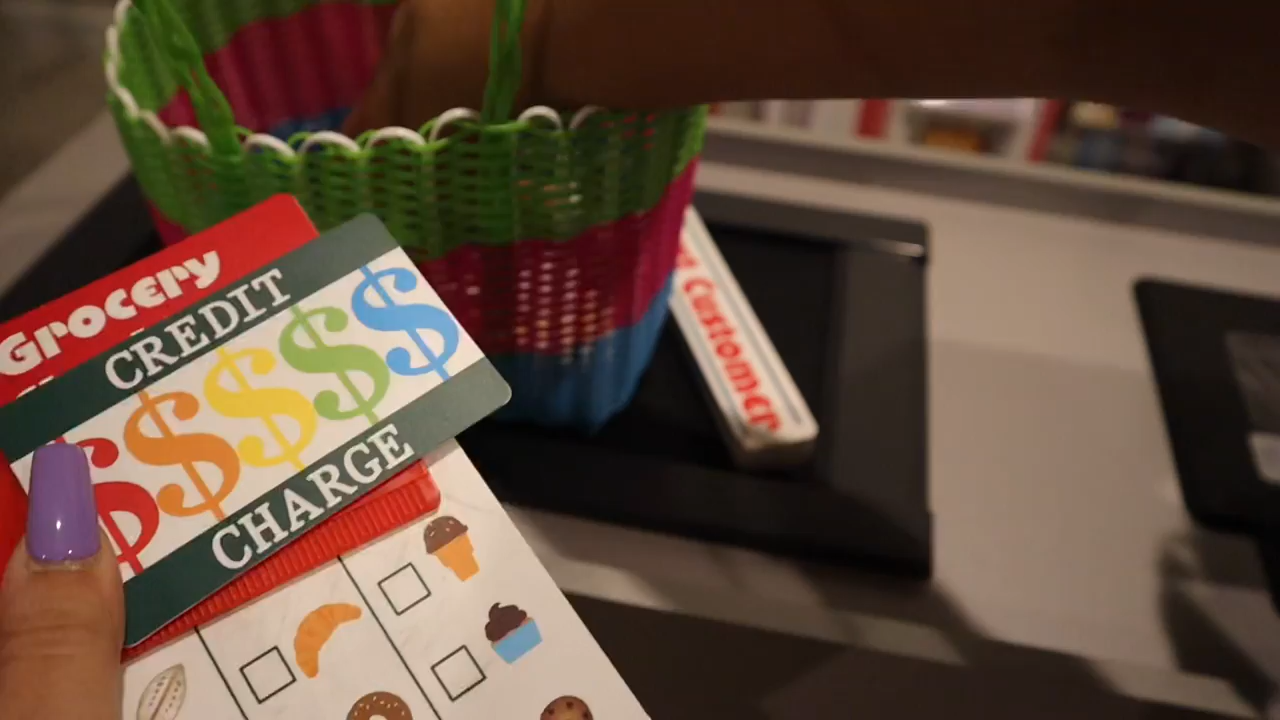 Grocery
CREDIT
$ $ $ $ $
CHARGE
Customer